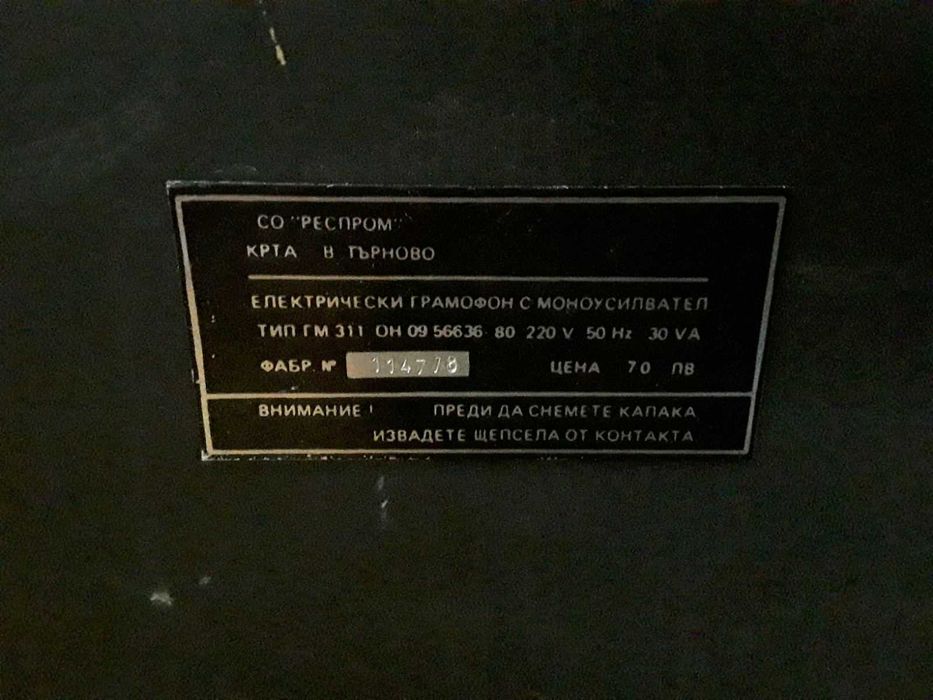 СО "РЕСПРОМ"
КРТА В ТЪРНОВО
ЕЛЕКТРИЧЕСКИ ГРАМОФОН С МОНОУСИЛВАТЕЛ
ТИП ГМ 311 ОН 09 56636-80 220 V 50 Hz 30 VA
ФАБР. № 114778 ЦЕНА 70 ЛВ
ВНИМАНИЕ! ПРЕДИ ДА СНЕМЕТЕ КАПАКА
ИЗВАДЕТЕ ЩЕПСЕЛА ОТ КОНТАКТА